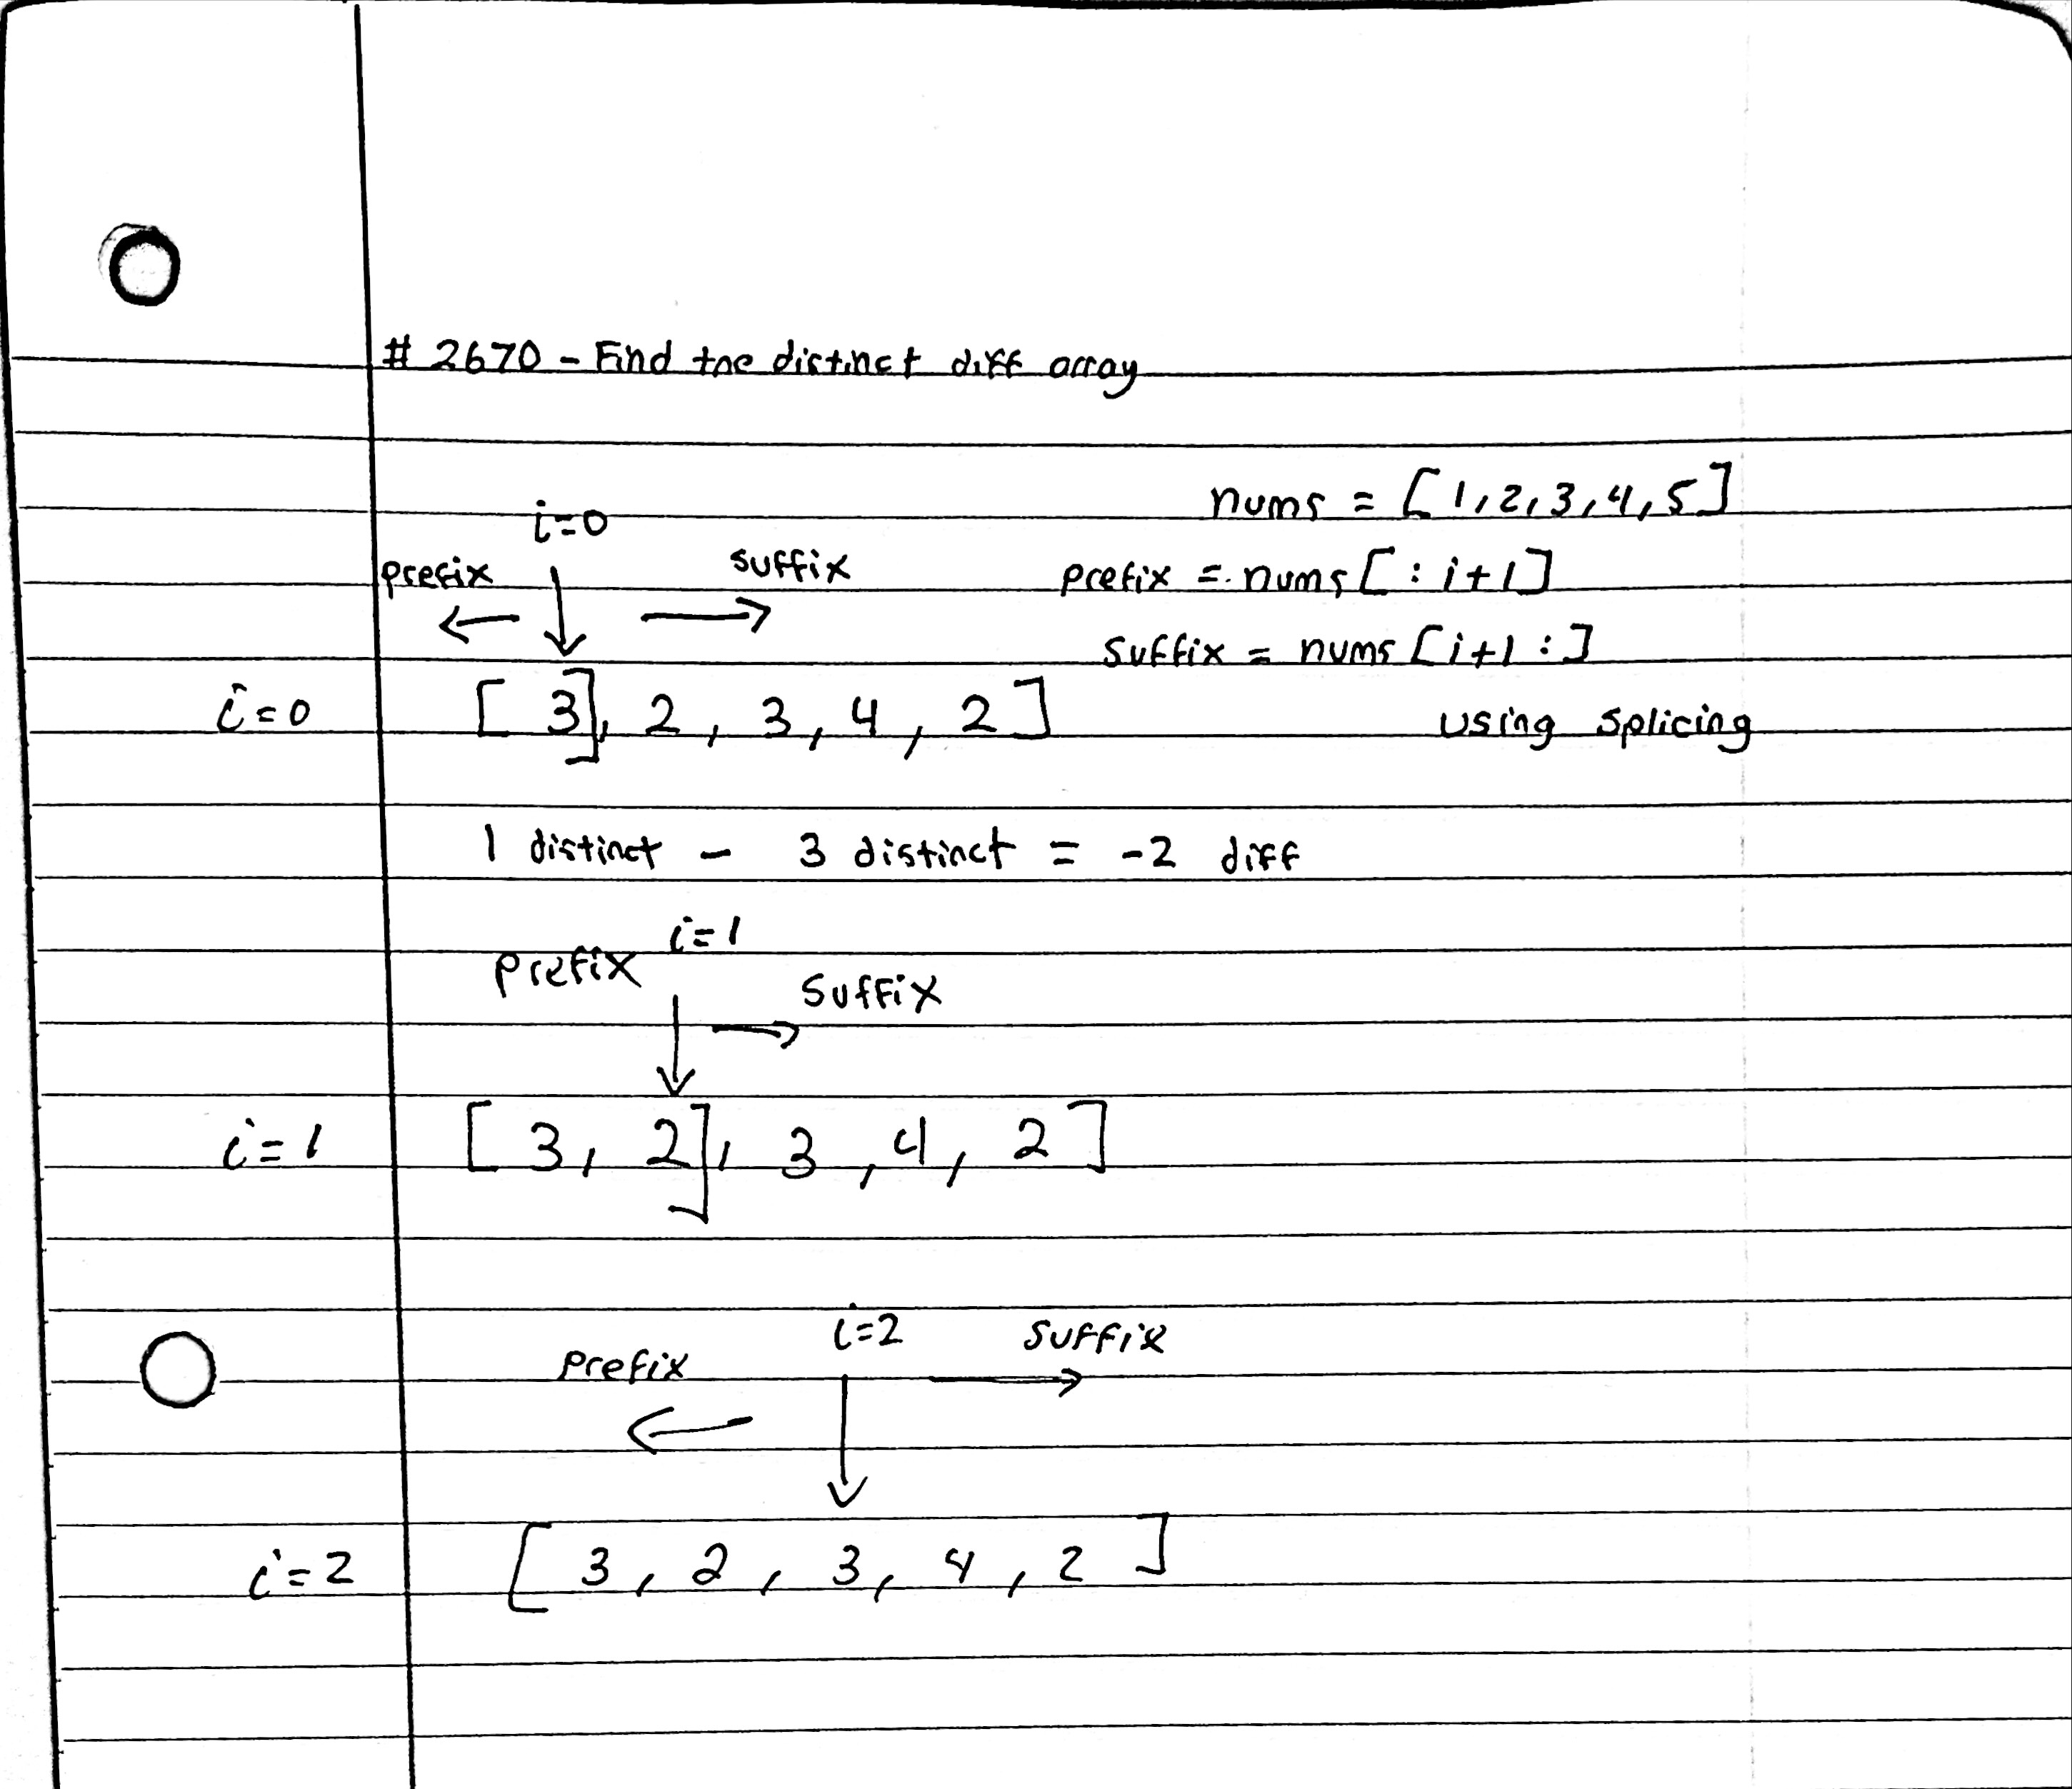 # 2670 - Find the distinct diff array
nums = [1,2,3,4,5]
i=0
prefix suffix prefix = nums[:i+1]
suffix = nums[i+1:]
i=0 [3], 2, 3, 4, 2] using splicing
1 distinct - 3 distinct = -2 diff
i=1
prefix suffix
i=1 [3, 2], 3, 4, 2]
i=2 suffix
prefix
i=2 [3, 2, 3, 4, 2]